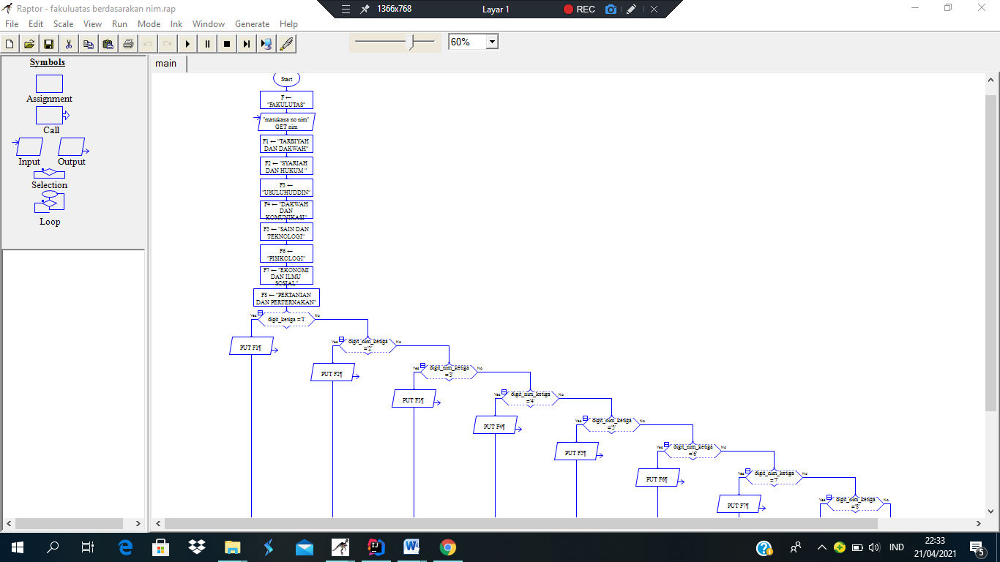 Raptor - fakuluatas berdasarakan nim.rap
1366x768
Layar 1
REC
File Edit Scale View Run Mode Ink Window Generate Help
60%
Symbols
Assignment
Call
Input Output
Selection
Loop
main
Start
F ←
"FAKULUTAS"
"masukana no nim"
GET nim
F1 ← "TARBIYAH
DAN DAKWAH"
F2 ← "SYARIAH
DAN HUKUM "
F3 ←
"USULUHUDDIN"
F4 ← "DAKWAH
DAN
KOMUNIKASI"
F5 ← "SAIN DAN
TEKNOLOGI"
F6 ←
"PISIKOLOGI"
F7 ← "EKONOMI
DAN ILMU
SOSIAL"
F8 ← "PERTANIAN
DAN PERTERNAKAN"
Yes digit_ketiga ='1' No
PUT F1¶
Yes digit_nim_ketiga No
='2'
PUT F2¶
Yes digit_nim_ketiga No
='3'
PUT F3¶
Yes digit_nim_ketiga No
='4'
PUT F4¶
Yes digit_nim_ketiga No
='5'
PUT F5¶
Yes digit_nim_ketiga No
='6'
PUT F6¶
Yes digit_nim_ketiga No
='7'
PUT F7¶
Yes digit_nim_ketiga No
='8'
IND
22:33
21/04/2021
5